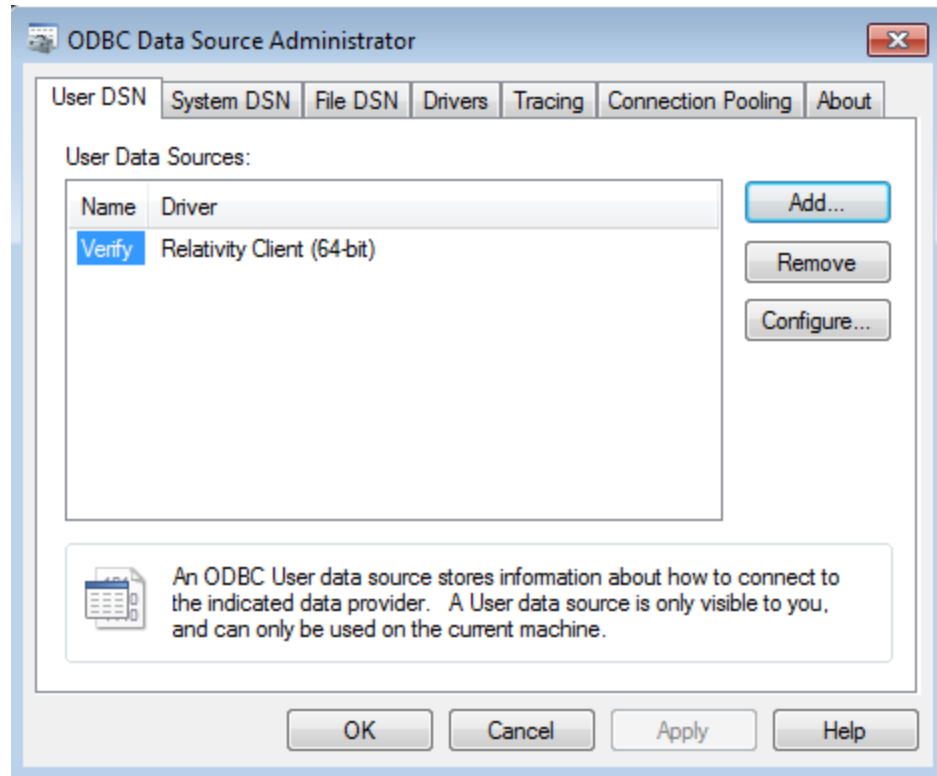 ODBC Data Source Administrator
User DSN System DSN File DSN Drivers Tracing Connection Pooling About
User Data Sources:
Name Driver
Verify Relativity Client (64-bit)
Add...
Remove
Configure...
An ODBC User data source stores information about how to connect to
the indicated data provider. A User data source is only visible to you,
and can only be used on the current machine.
OK Cancel Apply Help